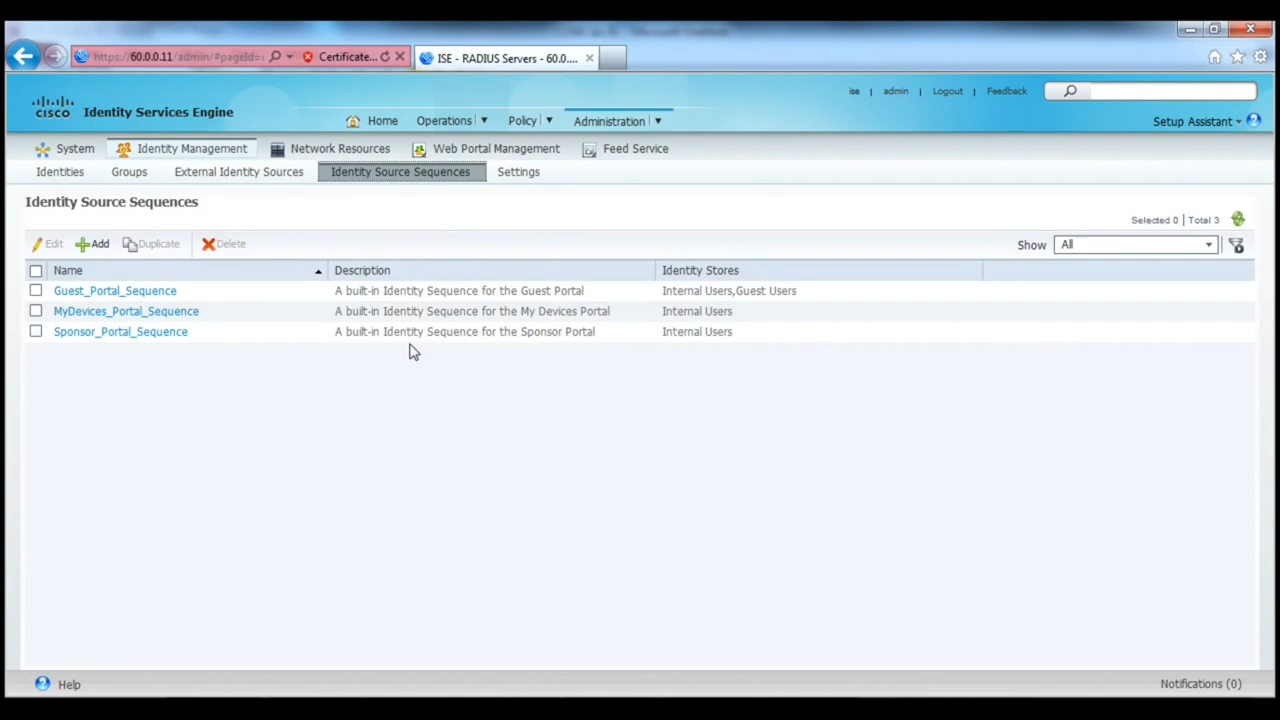 https://60.0.0.11/admin/#pageId= Certificate... ISE - RADIUS Servers - 60.0....
ise | admin | Logout | Feedback
CISCO Identity Services Engine
Home Operations Policy Administration Setup Assistant
System Identity Management Network Resources Web Portal Management Feed Service
Identities Groups External Identity Sources Identity Source Sequences Settings
Identity Source Sequences
Selected 0 | Total 3
Edit Add Duplicate Delete Show All
Name Description Identity Stores
Guest_Portal_Sequence A built-in Identity Sequence for the Guest Portal Internal Users,Guest Users
MyDevices_Portal_Sequence A built-in Identity Sequence for the My Devices Portal Internal Users
Sponsor_Portal_Sequence A built-in Identity Sequence for the Sponsor Portal Internal Users
Help Notifications (0)